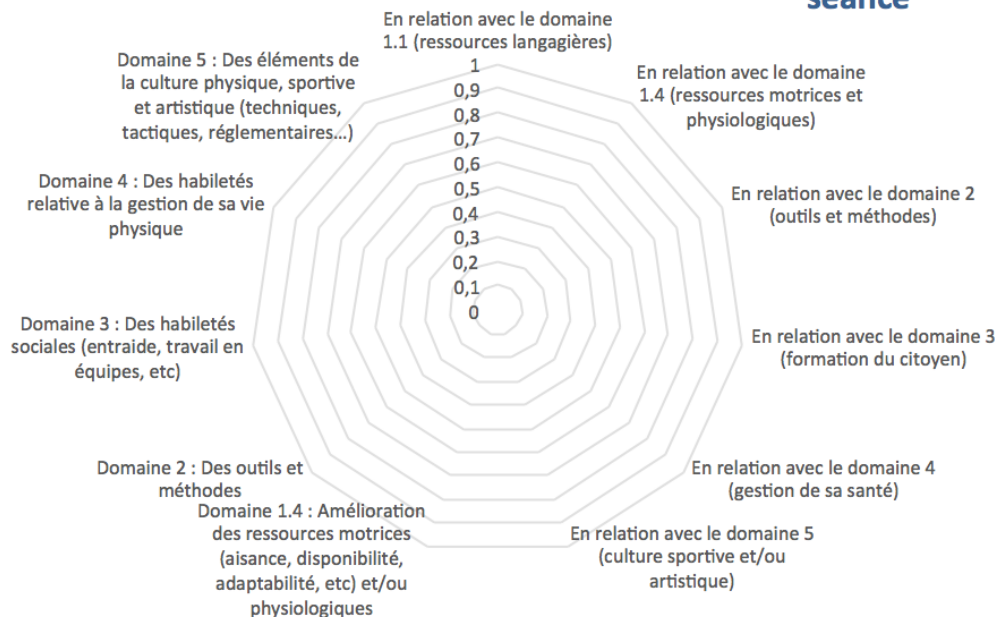 séance
En relation avec le domaine
1.1 (ressources langagières)
En relation avec le domaine
1.4 (ressources motrices et
physiologiques)
En relation avec le domaine 2
(outils et méthodes)
En relation avec le domaine 3
(formation du citoyen)
En relation avec le domaine 4
(gestion de sa santé)
En relation avec le domaine 5
(culture sportive et/ou
artistique)
Domaine 1.4 : Amélioration
des ressources motrices
(aisance, disponibilité,
adaptabilité, etc) et/ou
physiologiques
Domaine 2 : Des outils et
méthodes
Domaine 3 : Des habiletés
sociales (entraide, travail en
équipes, etc)
Domaine 4 : Des habiletés
relative à la gestion de sa vie
physique
Domaine 5 : Des éléments de
la culture physique, sportive
et artistique (techniques,
tactiques, réglementaires…)
1
0,9
0,8
0,7
0,6
0,5
0,4
0,3
0,2
0,1
0